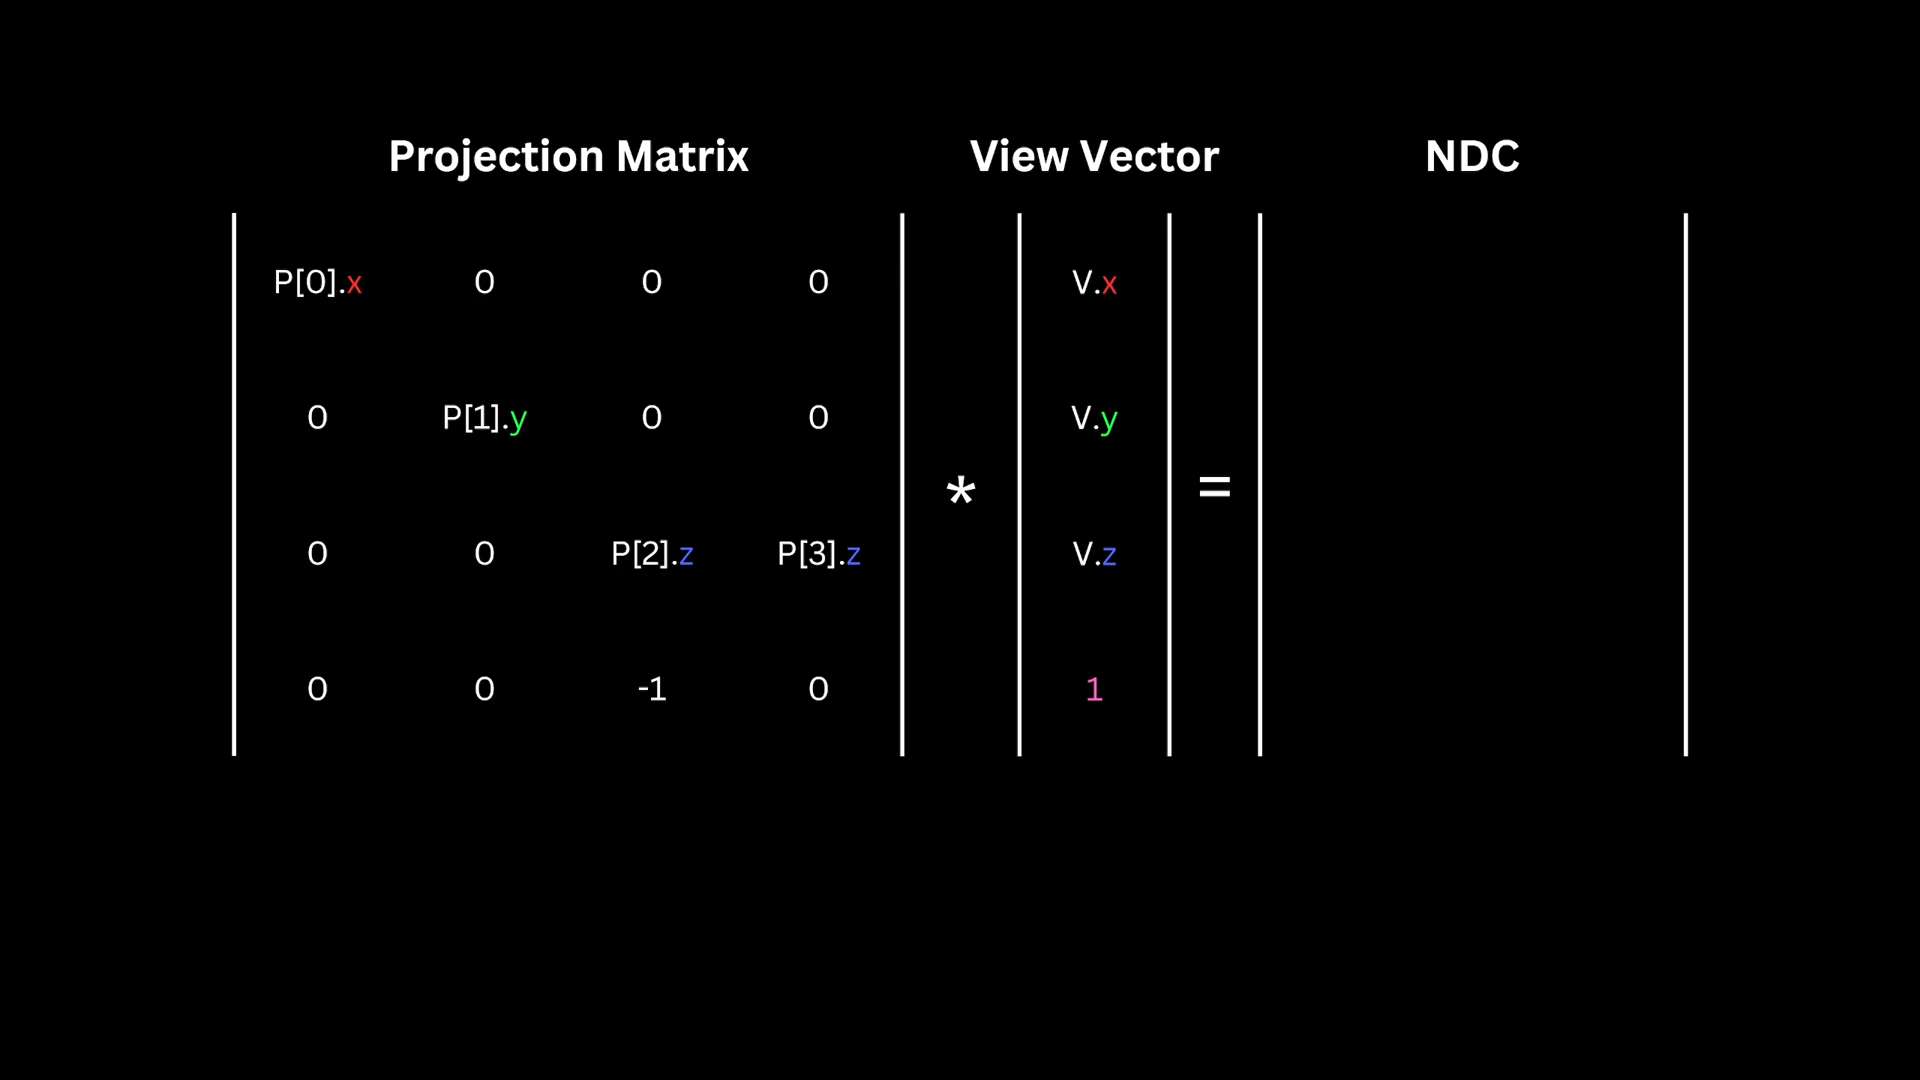 Projection Matrix View Vector NDC
P[0].x 0 0 0 V.x
0 P[1].y 0 0 V.y
* =
0 0 P[2].z P[3].z V.z
0 0 -1 0 1